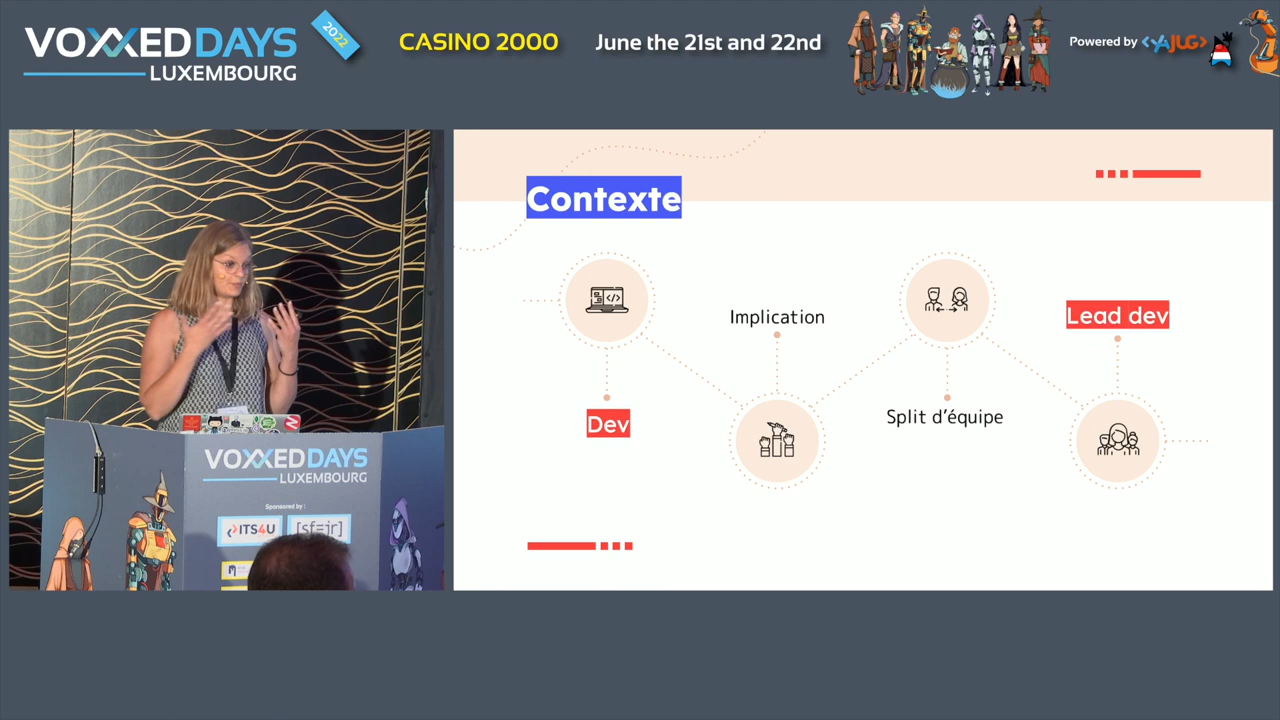 VOXXED DAYS
LUXEMBOURG
2022
CASINO 2000
June the 21st and 22nd
Powered by <YAJUG>
Contexte
Implication
Lead dev
Dev
Split d'équipe
</>
VOXXED DAYS
LUXEMBOURG
Sponsored by :
ITS4U
[sf=ir]